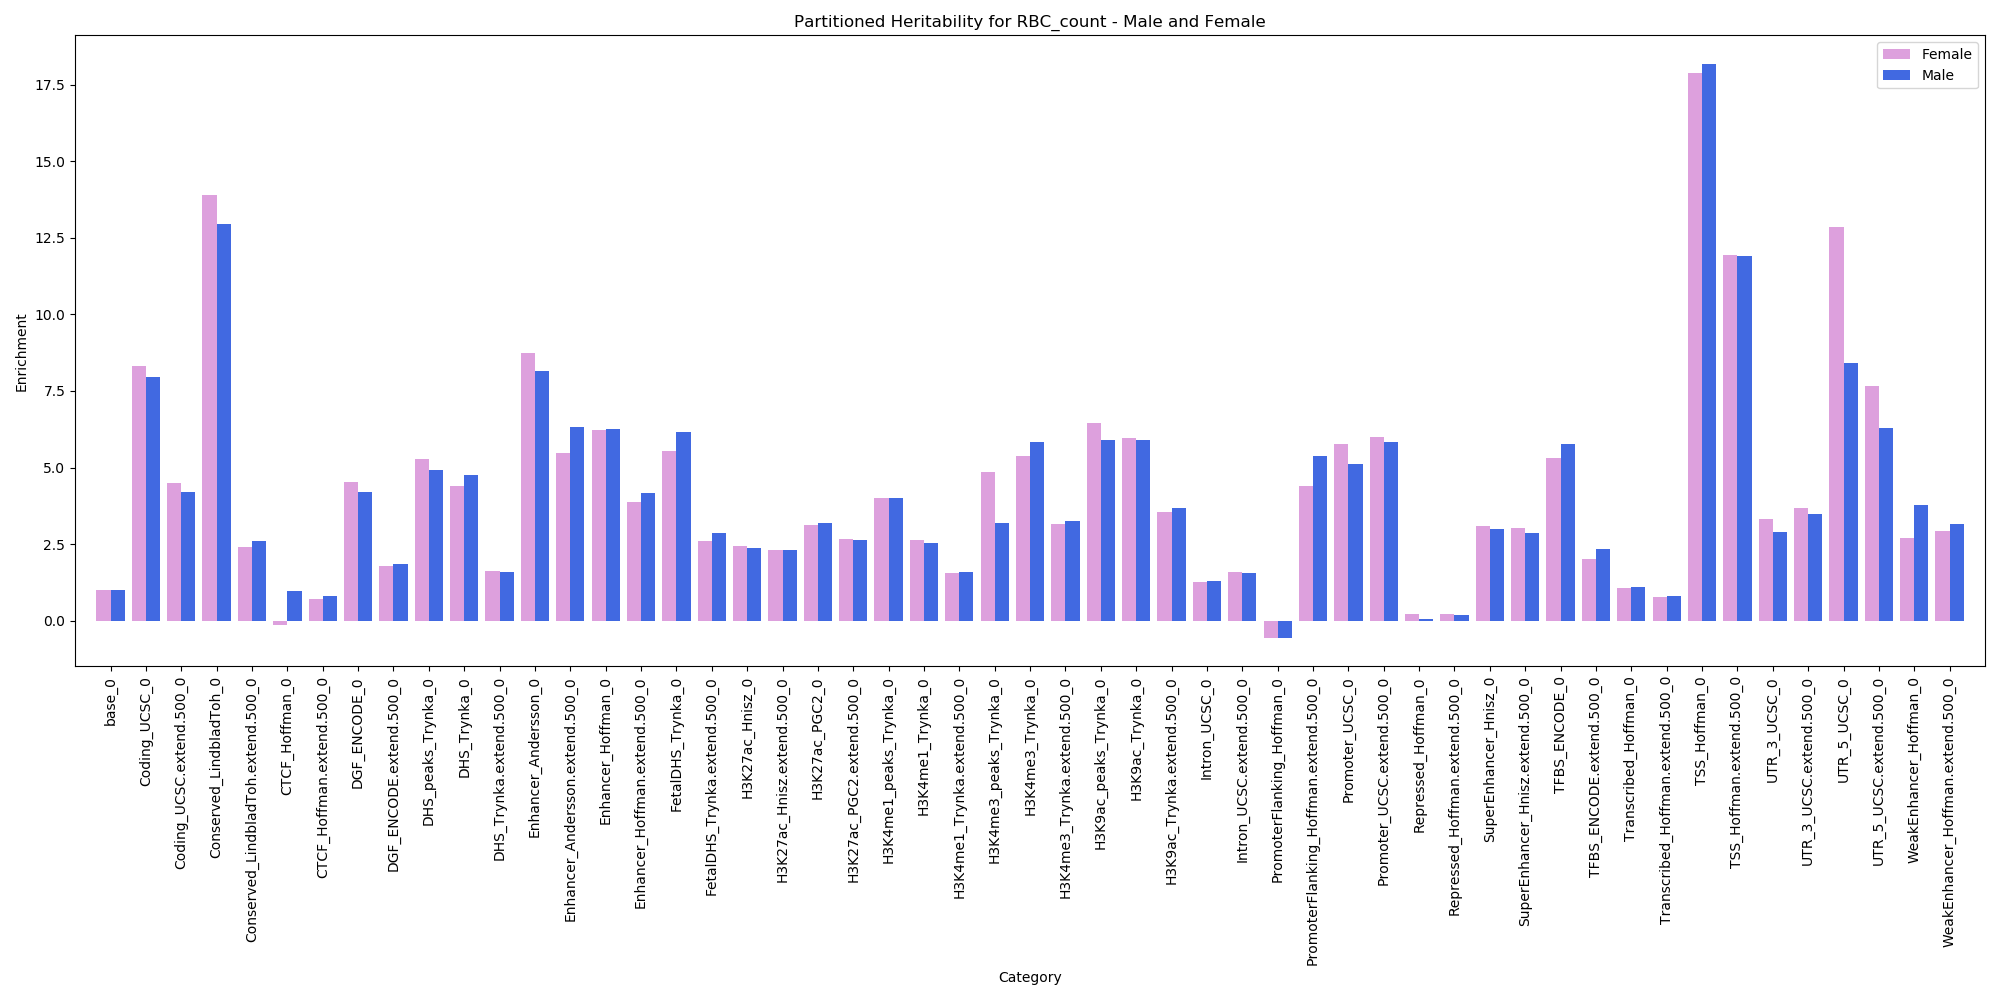 Partitioned Heritability for RBC_count - Male and Female
Female
Male
Enrichment
17.5
15.0
12.5
10.0
7.5
5.0
2.5
0.0
base_0
Coding_UCSC_0
Coding_UCSC.extend.500_0
Conserved_LindbladToh_0
Conserved_LindbladToh.extend.500_0
CTCF_Hoffman_0
CTCF_Hoffman.extend.500_0
DGF_ENCODE_0
DGF_ENCODE.extend.500_0
DHS_peaks_Trynka_0
DHS_Trynka_0
DHS_Trynka.extend.500_0
Enhancer_Andersson_0
Enhancer_Andersson.extend.500_0
Enhancer_Hoffman_0
Enhancer_Hoffman.extend.500_0
FetalDHS_Trynka_0
FetalDHS_Trynka.extend.500_0
H3K27ac_Hnisz_0
H3K27ac_Hnisz.extend.500_0
H3K27ac_PGC2_0
H3K27ac_PGC2.extend.500_0
H3K4me1_peaks_Trynka_0
H3K4me1_Trynka_0
H3K4me1_Trynka.extend.500_0
H3K4me3_peaks_Trynka_0
H3K4me3_Trynka_0
H3K4me3_Trynka.extend.500_0
H3K9ac_peaks_Trynka_0
H3K9ac_Trynka_0
H3K9ac_Trynka.extend.500_0
Intron_UCSC_0
Intron_UCSC.extend.500_0
PromoterFlanking_Hoffman_0
PromoterFlanking_Hoffman.extend.500_0
Promoter_UCSC_0
Promoter_UCSC.extend.500_0
Repressed_Hoffman_0
Repressed_Hoffman.extend.500_0
SuperEnhancer_Hnisz_0
SuperEnhancer_Hnisz.extend.500_0
TFBS_ENCODE_0
TFBS_ENCODE.extend.500_0
Transcribed_Hoffman_0
Transcribed_Hoffman.extend.500_0
TSS_Hoffman_0
TSS_Hoffman.extend.500_0
UTR_3_UCSC_0
UTR_3_UCSC.extend.500_0
UTR_5_UCSC_0
UTR_5_UCSC.extend.500_0
WeakEnhancer_Hoffman_0
WeakEnhancer_Hoffman.extend.500_0
Category